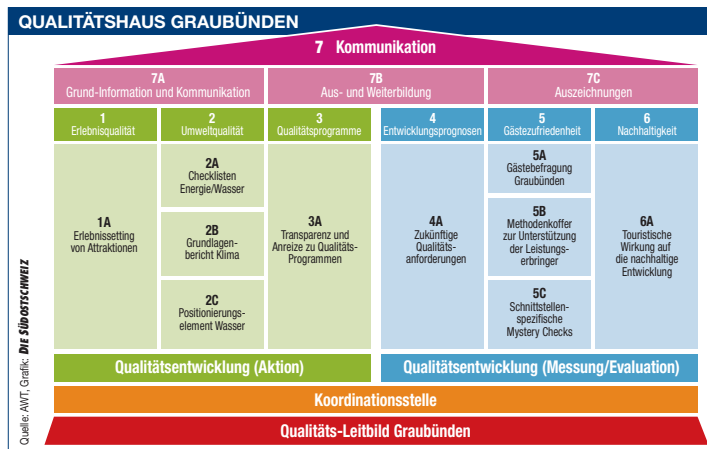 QUALITÄTSHAUS GRAUBÜNDEN
7 Kommunikation
7A
Grund-Information und Kommunikation
7B
Aus- und Weiterbildung
7C
Auszeichnungen
1
Erlebnisqualität
2
Umweltqualität
3
Qualitätsprogramme
4
Entwicklungsprognosen
5
Gästezufriedenheit
6
Nachhaltigkeit
1A
Erlebnissetting
von Attraktionen
2A
Checklisten
Energie/Wasser
2B
Grundlagen-
bericht Klima
2C
Positionierungs-
element Wasser
3A
Transparenz und
Anreize zu Qualitäts-
Programmen
4A
Zukünftige
Qualitäts-
anforderungen
5A
Gästebefragung
Graubünden
5B
Methodenkoffer
zur Unterstützung
der Leistungs-
erbringer
5C
Schnittstellen-
spezifische
Mystery Checks
6A
Touristische
Wirkung auf
die nachhaltige
Entwicklung
Qualitätsentwicklung (Aktion)
Qualitätsentwicklung (Messung/Evaluation)
Koordinationsstelle
Qualitäts-Leitbild Graubünden
Quelle: AWT, Grafik: DIE SÜDOSTSCHWEIZ